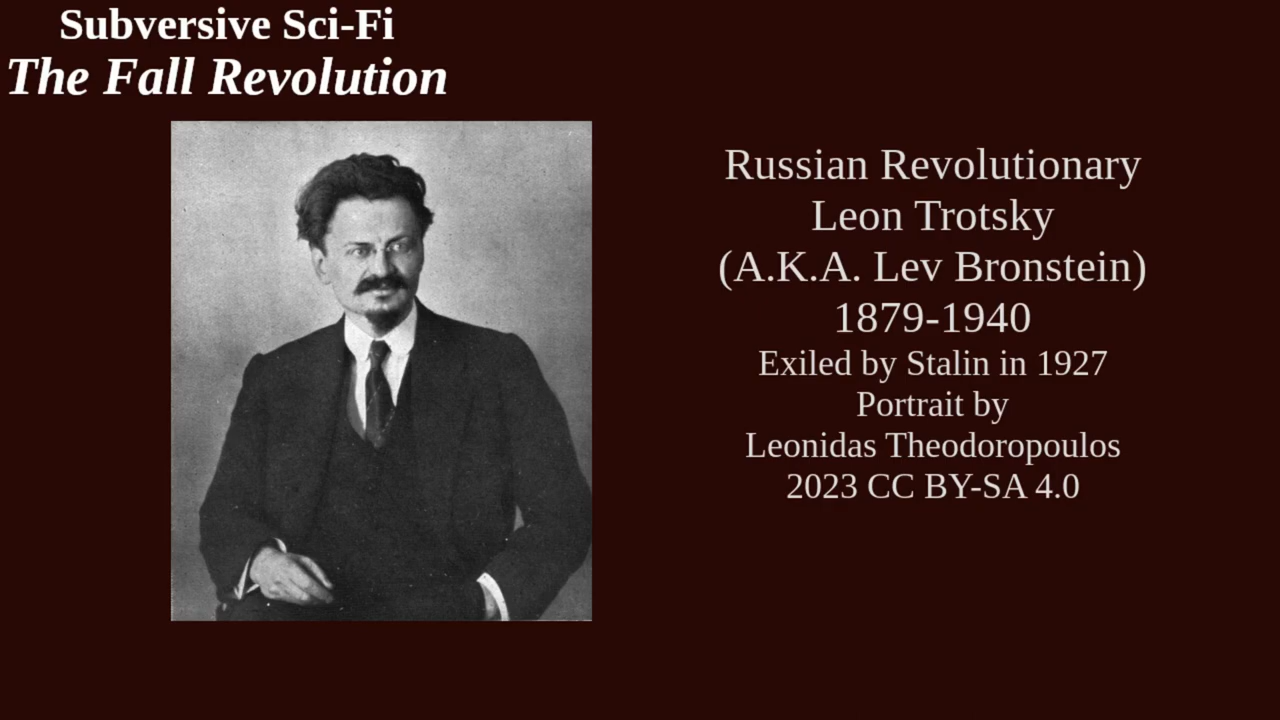 Subversive Sci-Fi
The Fall Revolution
Russian Revolutionary
Leon Trotsky
(A.K.A. Lev Bronstein)
1879-1940
Exiled by Stalin in 1927
Portrait by
Leonidas Theodoropoulos
2023 CC BY-SA 4.0